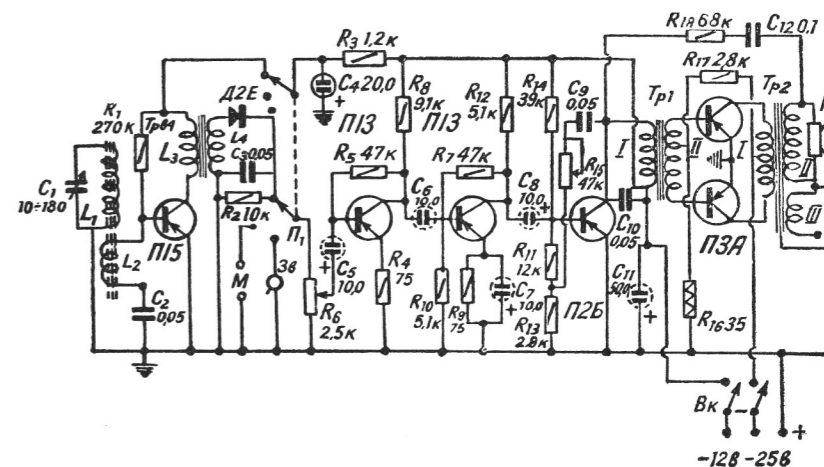 R18 68к
C12 0,1
R3 1,2к
R17 2,8к
C4 20,0
+
R8
9,1к
R12
5,1к
R14
39к
C9
0,05
Тр1
Тр2
Д2Е
R1
270к
L3
L4
C3 0,05
П13
П13
R5 47к
R7 47к
R15
47к
I
II
I
II
III
C1
10÷180
L1
L2
П15
R2 10к
П1
C6
10,0
C8
10,0
+
C10
0,05
П3А
C2
0,05
М
Зв
R6
2,5к
+
C5
10,0
R4
75
R10
5,1к
R9
75
C7
10,0
+
R11
12к
R13
2,8к
П2Б
C11
50,0
+
R16 35
Вк
−
+
−12в −25в